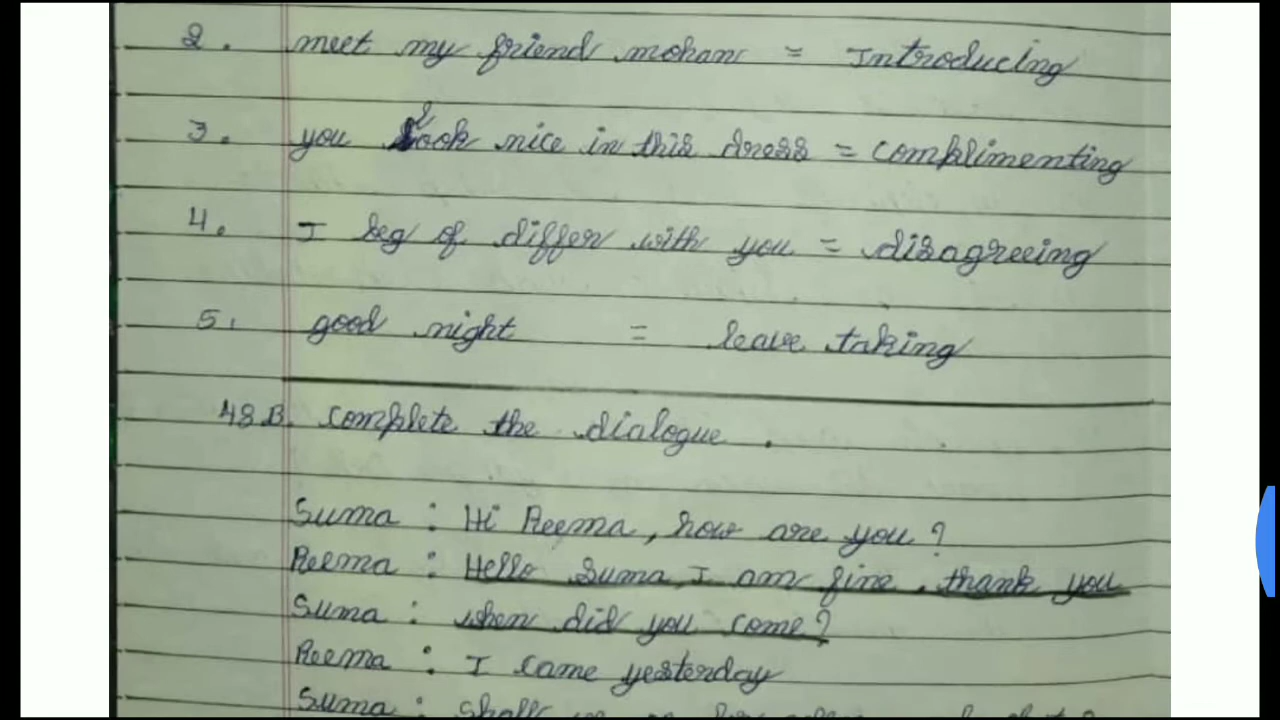 2. meet my friend mohan = Introducing
3. you look nice in this dress = complimenting
4. I beg of differ with you = disagreeing
5. good night = leave taking
48 B. complete the dialogue.
Suma : Hi Reema, how are you?
Reema : Hello Suma, I am fine, thank you
Suma : when did you come?
Reema : I came yesterday
Suma : shall